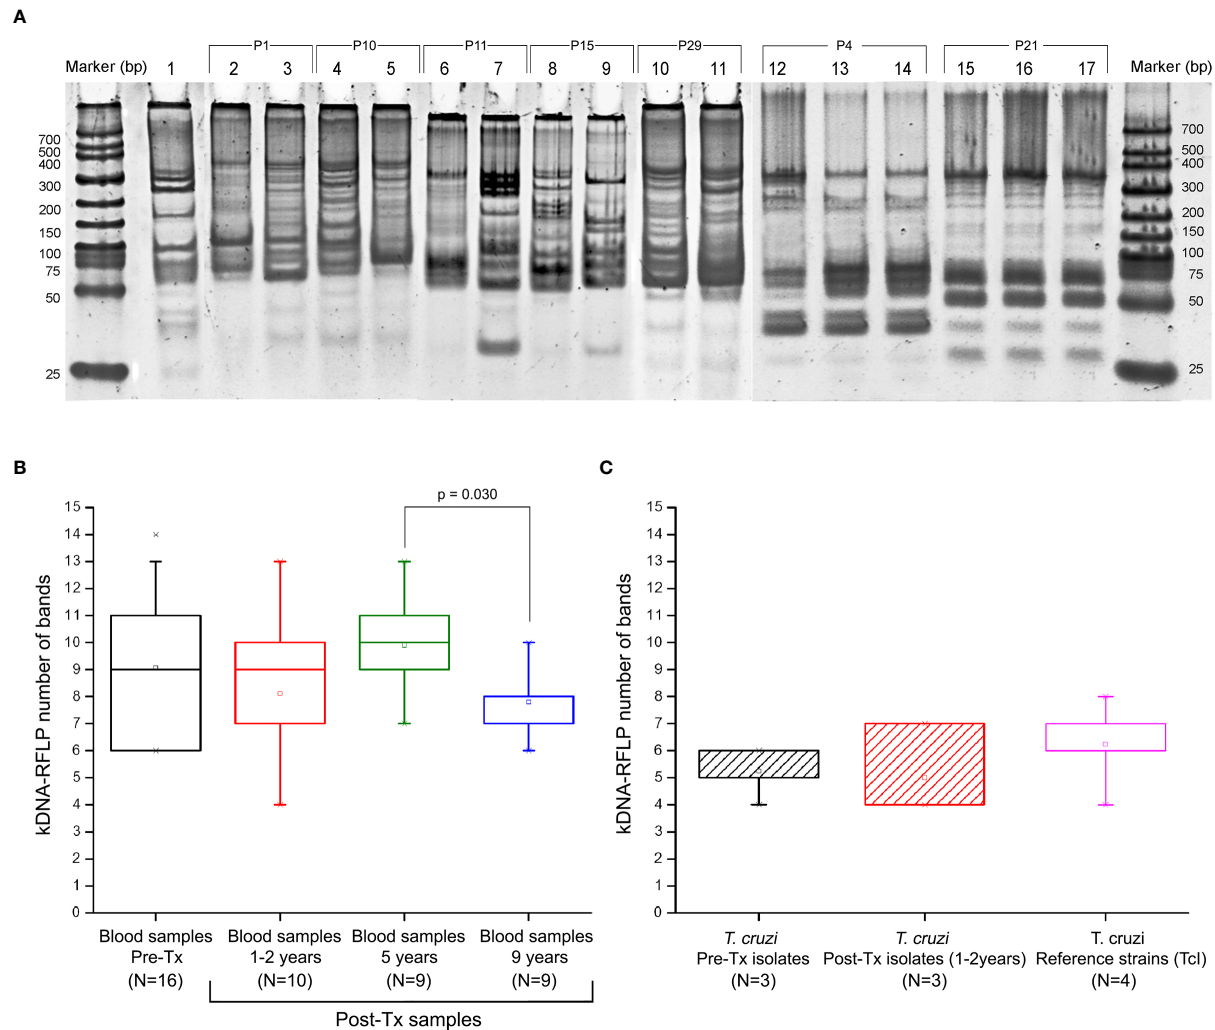 A
P1 P10 P11 P15 P29 P4 P21
Marker (bp) 1 2 3 4 5 6 7 8 9 10 11 12 13 14 15 16 17 Marker (bp)
700 700
500 500
400 400
300 300
200 200
150 150
100 100
75 75
50 50
25 25
B
p = 0.030
kDNA-RFLP number of bands
15
14
13
12
11
10
9
8
7
6
5
4
3
2
1
0
Blood samples
Pre-Tx
(N=16)
Blood samples
1-2 years
(N=10)
Blood samples
5 years
(N=9)
Blood samples
9 years
(N=9)
Post-Tx samples
C
kDNA-RFLP number of bands
15
14
13
12
11
10
9
8
7
6
5
4
3
2
1
0
T. cruzi
Pre-Tx isolates
(N=3)
T. cruzi
Post-Tx isolates (1-2years)
(N=3)
T. cruzi
Reference strains (TcI)
(N=4)